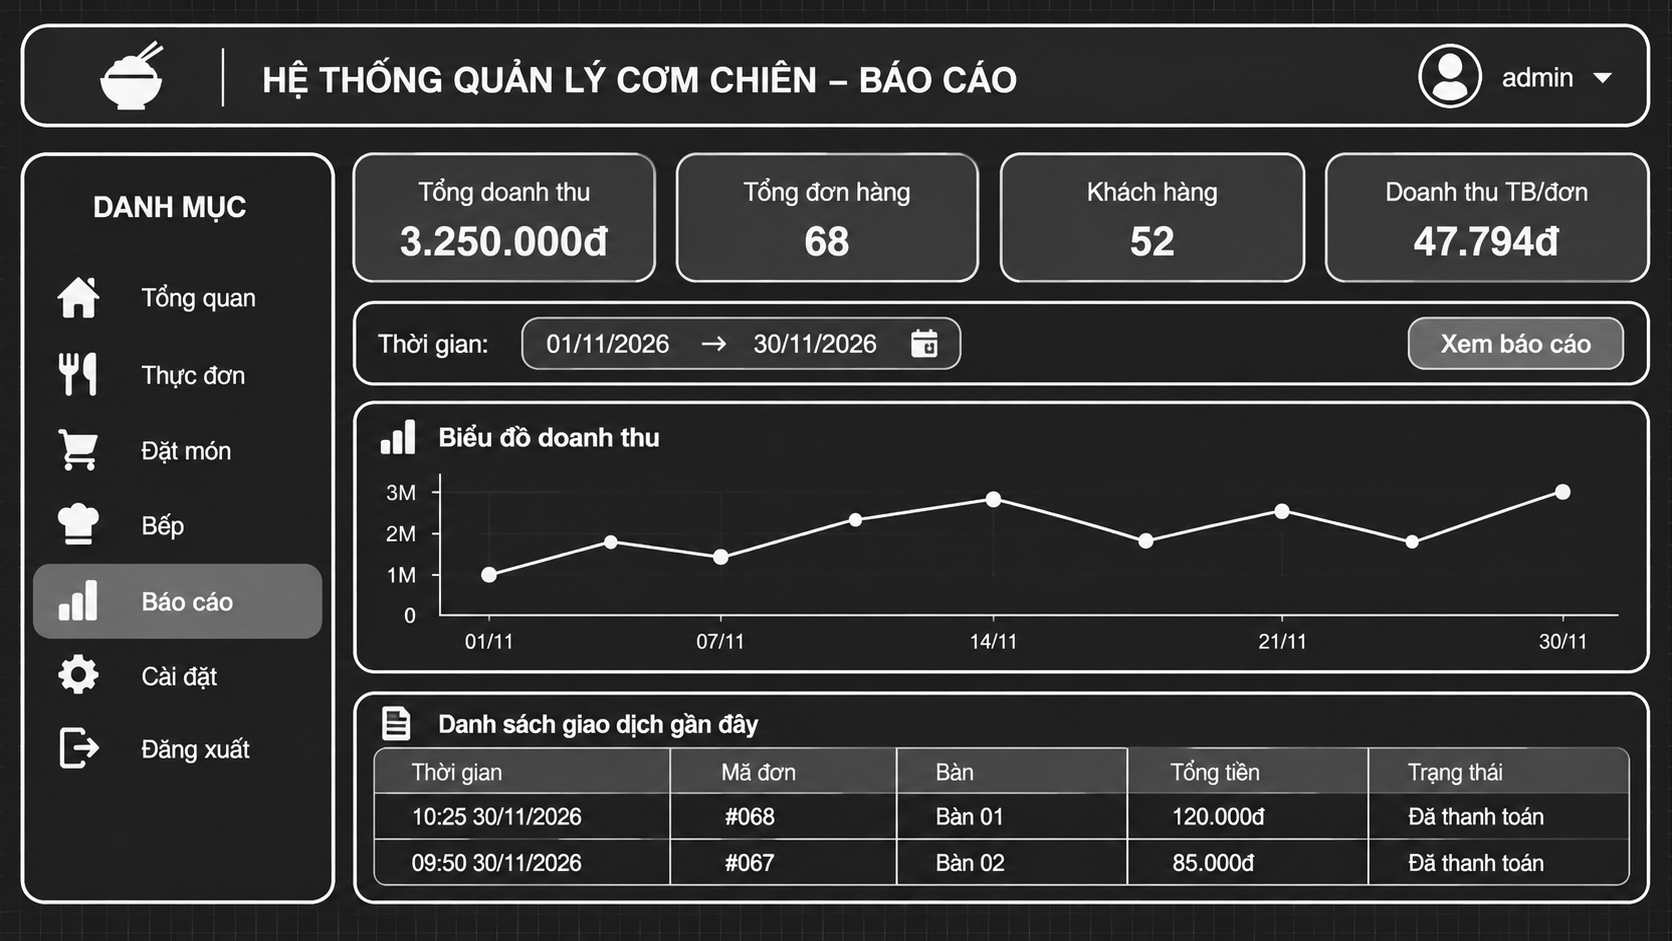 HỆ THỐNG QUẢN LÝ CƠM CHIÊN – BÁO CÁO
admin
DANH MỤC
Tổng quan
Thực đơn
Đặt món
Bếp
Báo cáo
Cài đặt
Đăng xuất
Tổng doanh thu
3.250.000đ
Tổng đơn hàng
68
Khách hàng
52
Doanh thu TB/đơn
47.794đ
Thời gian: 01/11/2026 → 30/11/2026
Xem báo cáo
Biểu đồ doanh thu
3M
2M
1M
0
01/11 07/11 14/11 21/11 30/11
Danh sách giao dịch gần đây
Thời gian Mã đơn Bàn Tổng tiền Trạng thái
10:25 30/11/2026 #068 Bàn 01 120.000đ Đã thanh toán
09:50 30/11/2026 #067 Bàn 02 85.000đ Đã thanh toán